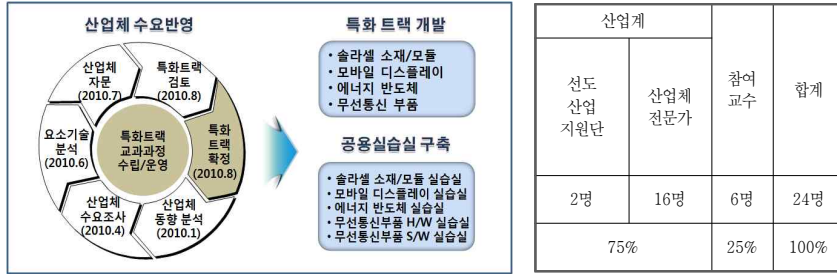 산업체 수요반영
산업체
자문
(2010.7)
특화트랙
검토
(2010.8)
요소기술
분석
(2010.6)
특화트랙
교과과정
수립/운영
특화
트랙
확정
(2010.8)
산업체
수요조사
(2010.4)
산업체
동향 분석
(2010.1)
특화 트랙 개발
• 솔라셀 소재/모듈
• 모바일 디스플레이
• 에너지 반도체
• 무선통신 부품
공용실습실 구축
• 솔라셀 소재/모듈 실습실
• 모바일 디스플레이 실습실
• 에너지 반도체 실습실
• 무선통신부품 H/W 실습실
• 무선통신부품 S/W 실습실
산업계
선도
산업
지원단
산업체
전문가
참여
교수
합계
2명 16명 6명 24명
75% 25% 100%